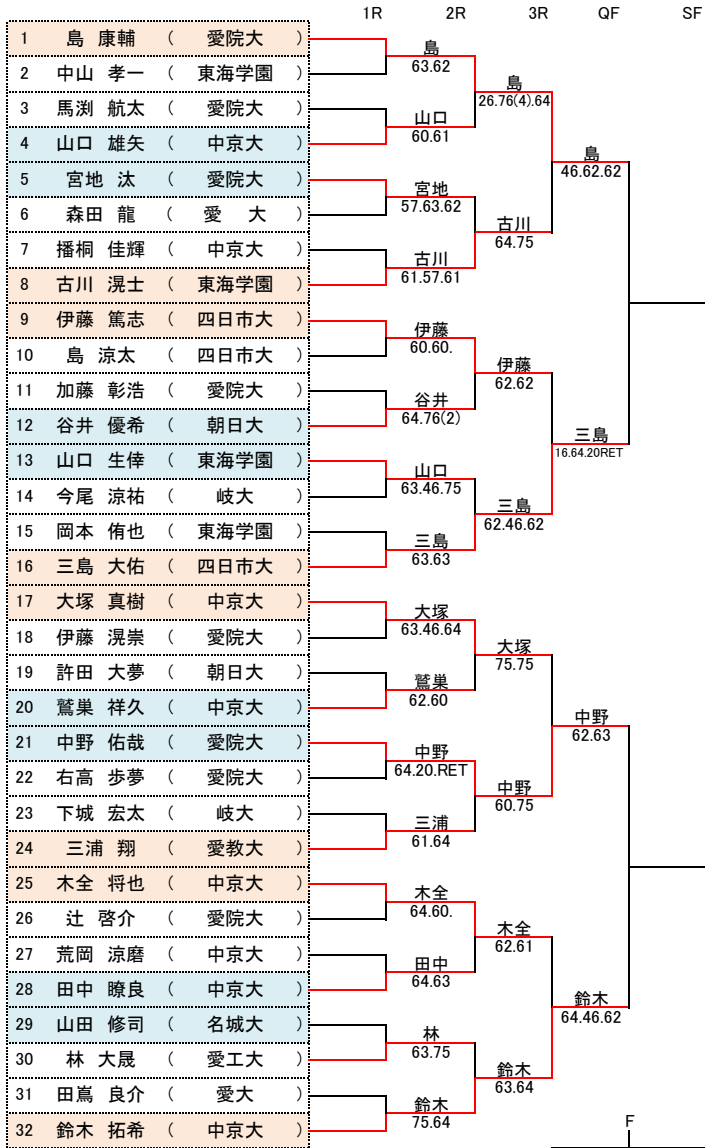 1R 2R 3R QF SF
1 島 康輔 ( 愛院大 )
2 中山 孝一 ( 東海学園 )
3 馬渕 航太 ( 愛院大 )
4 山口 雄矢 ( 中京大 )
5 宮地 汰 ( 愛院大 )
6 森田 龍 ( 愛 大 )
7 播桐 佳輝 ( 中京大 )
8 古川 滉士 ( 東海学園 )
9 伊藤 篤志 ( 四日市大 )
10 島 涼太 ( 四日市大 )
11 加藤 彰浩 ( 愛院大 )
12 谷井 優希 ( 朝日大 )
13 山口 生倖 ( 東海学園 )
14 今尾 涼祐 ( 岐大 )
15 岡本 侑也 ( 東海学園 )
16 三島 大佑 ( 四日市大 )
17 大塚 真樹 ( 中京大 )
18 伊藤 滉崇 ( 愛院大 )
19 許田 大夢 ( 朝日大 )
20 鷲巣 祥久 ( 中京大 )
21 中野 佑哉 ( 愛院大 )
22 右高 歩夢 ( 愛院大 )
23 下城 宏太 ( 岐大 )
24 三浦 翔 ( 愛教大 )
25 木全 将也 ( 中京大 )
26 辻 啓介 ( 愛院大 )
27 荒岡 涼磨 ( 中京大 )
28 田中 瞭良 ( 中京大 )
29 山田 修司 ( 名城大 )
30 林 大晟 ( 愛工大 )
31 田嶌 良介 ( 愛大 )
32 鈴木 拓希 ( 中京大 )
島
63.62
山口
60.61
宮地
57.63.62
古川
61.57.61
伊藤
60.60.
谷井
64.76(2)
山口
63.46.75
三島
63.63
大塚
63.46.64
鷲巣
62.60
中野
64.20.RET
三浦
61.64
木全
64.60.
田中
64.63
林
63.75
鈴木
75.64
島
26.76(4).64
古川
64.75
伊藤
62.62
三島
62.46.62
大塚
75.75
中野
60.75
木全
62.61
鈴木
63.64
島
46.62.62
三島
16.64.20RET
中野
62.63
鈴木
64.46.62
F